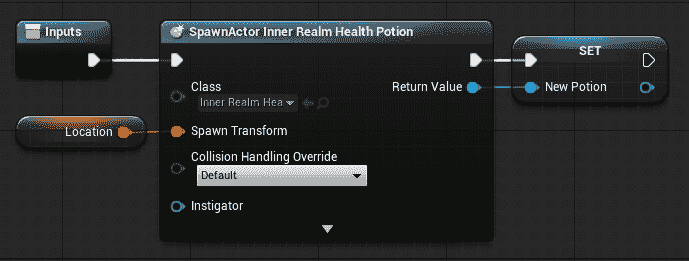 Inputs
SpawnActor Inner Realm Health Potion
SET
Class
Inner Realm Hea
Return Value
New Potion
Location
Spawn Transform
Collision Handling Override
Default
Instigator